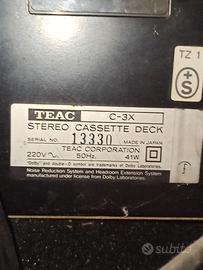 TEAC C-3X
TZ 1
+S
STEREO CASSETTE DECK
SERIAL NO. 13330 MADE IN JAPAN
TEAC CORPORATION
220V~ 50Hz. 41W
"Dolby" and double-D symbol are trademarks of Dolby Laboratories.
Noise Reduction System and Headroom Extension System
manufactured under license from Dolby Laboratories.
subito